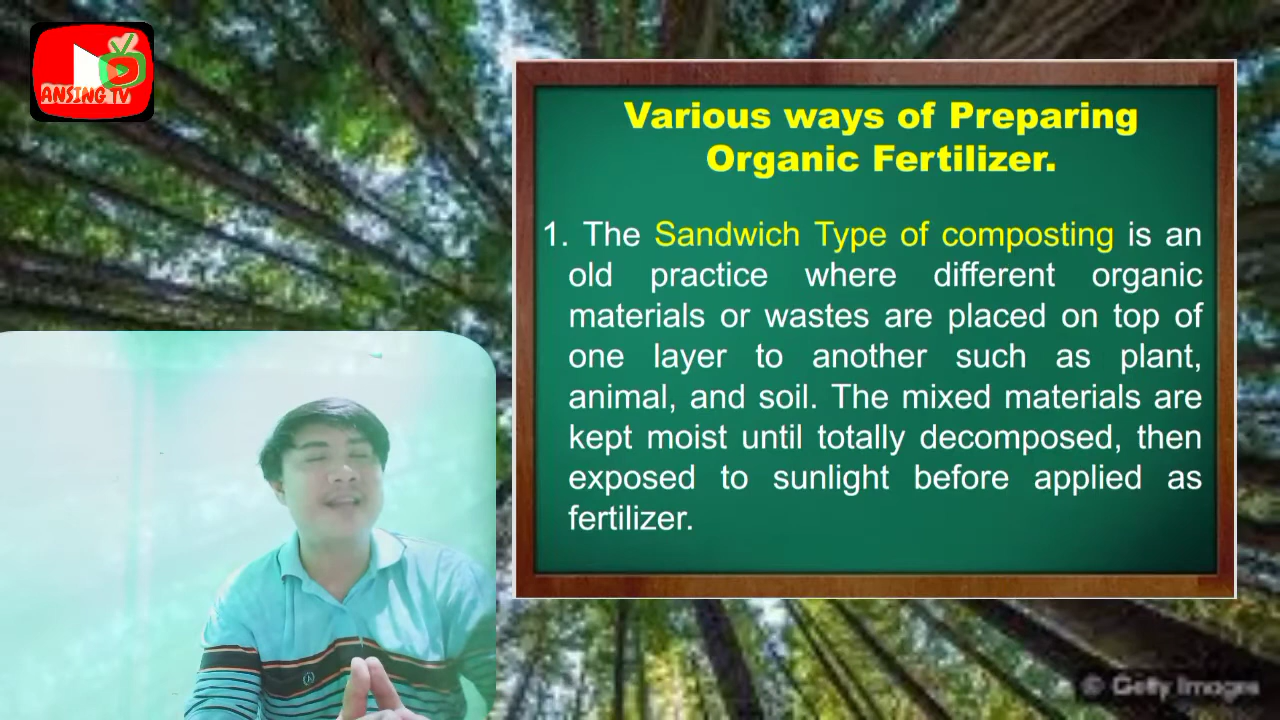 ANSING TV
Various ways of Preparing
Organic Fertilizer.
1. The Sandwich Type of composting is an
old practice where different organic
materials or wastes are placed on top of
one layer to another such as plant,
animal, and soil. The mixed materials are
kept moist until totally decomposed, then
exposed to sunlight before applied as
fertilizer.
© Getty Images